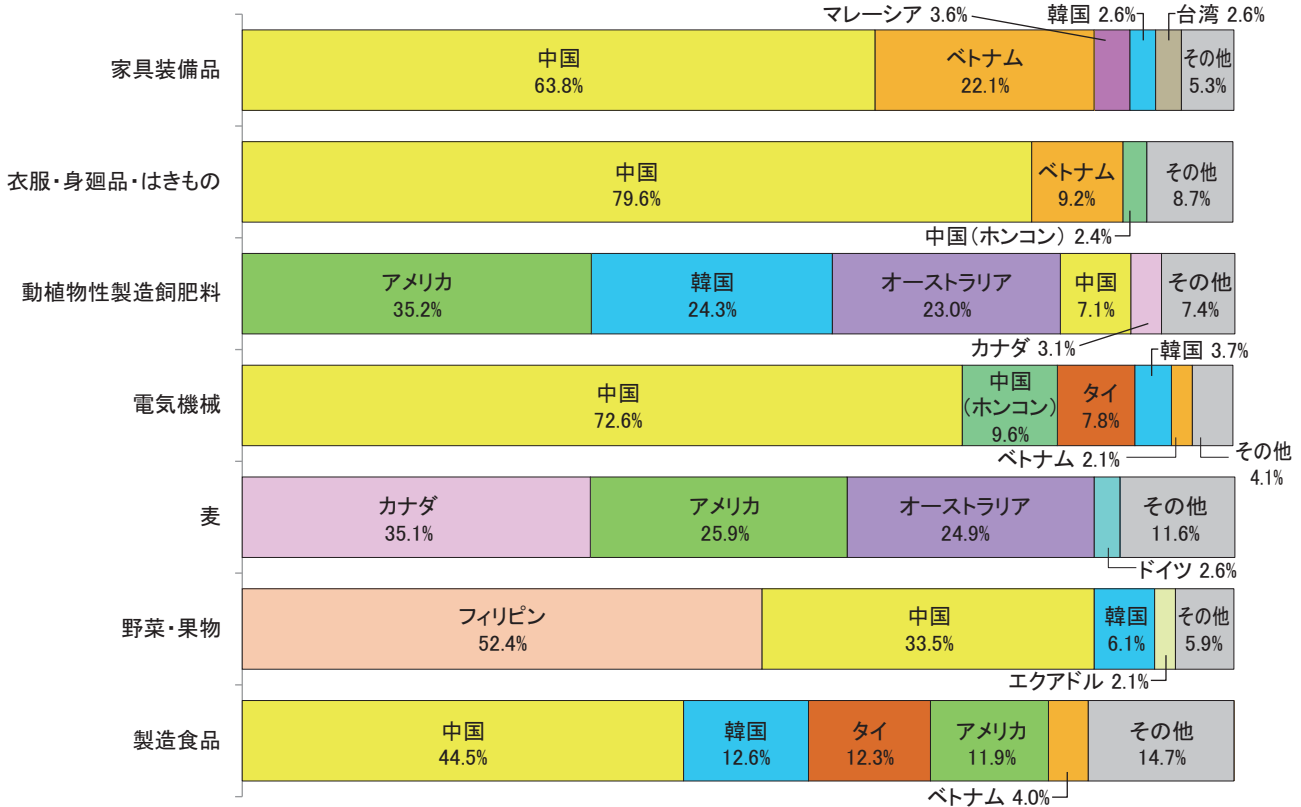 マレーシア 3.6%
韓国 2.6%
台湾 2.6%
家具装備品
中国
63.8%
ベトナム
22.1%
その他
5.3%
衣服・身廻品・はきもの
中国
79.6%
ベトナム
9.2%
その他
8.7%
中国(ホンコン) 2.4%
動植物性製造飼肥料
アメリカ
35.2%
韓国
24.3%
オーストラリア
23.0%
中国
7.1%
その他
7.4%
カナダ 3.1%
韓国 3.7%
電気機械
中国
72.6%
中国
(ホンコン)
9.6%
タイ
7.8%
ベトナム 2.1%
その他
4.1%
麦
カナダ
35.1%
アメリカ
25.9%
オーストラリア
24.9%
その他
11.6%
ドイツ 2.6%
野菜・果物
フィリピン
52.4%
中国
33.5%
韓国
6.1%
その他
5.9%
エクアドル 2.1%
製造食品
中国
44.5%
韓国
12.6%
タイ
12.3%
アメリカ
11.9%
その他
14.7%
ベトナム 4.0%